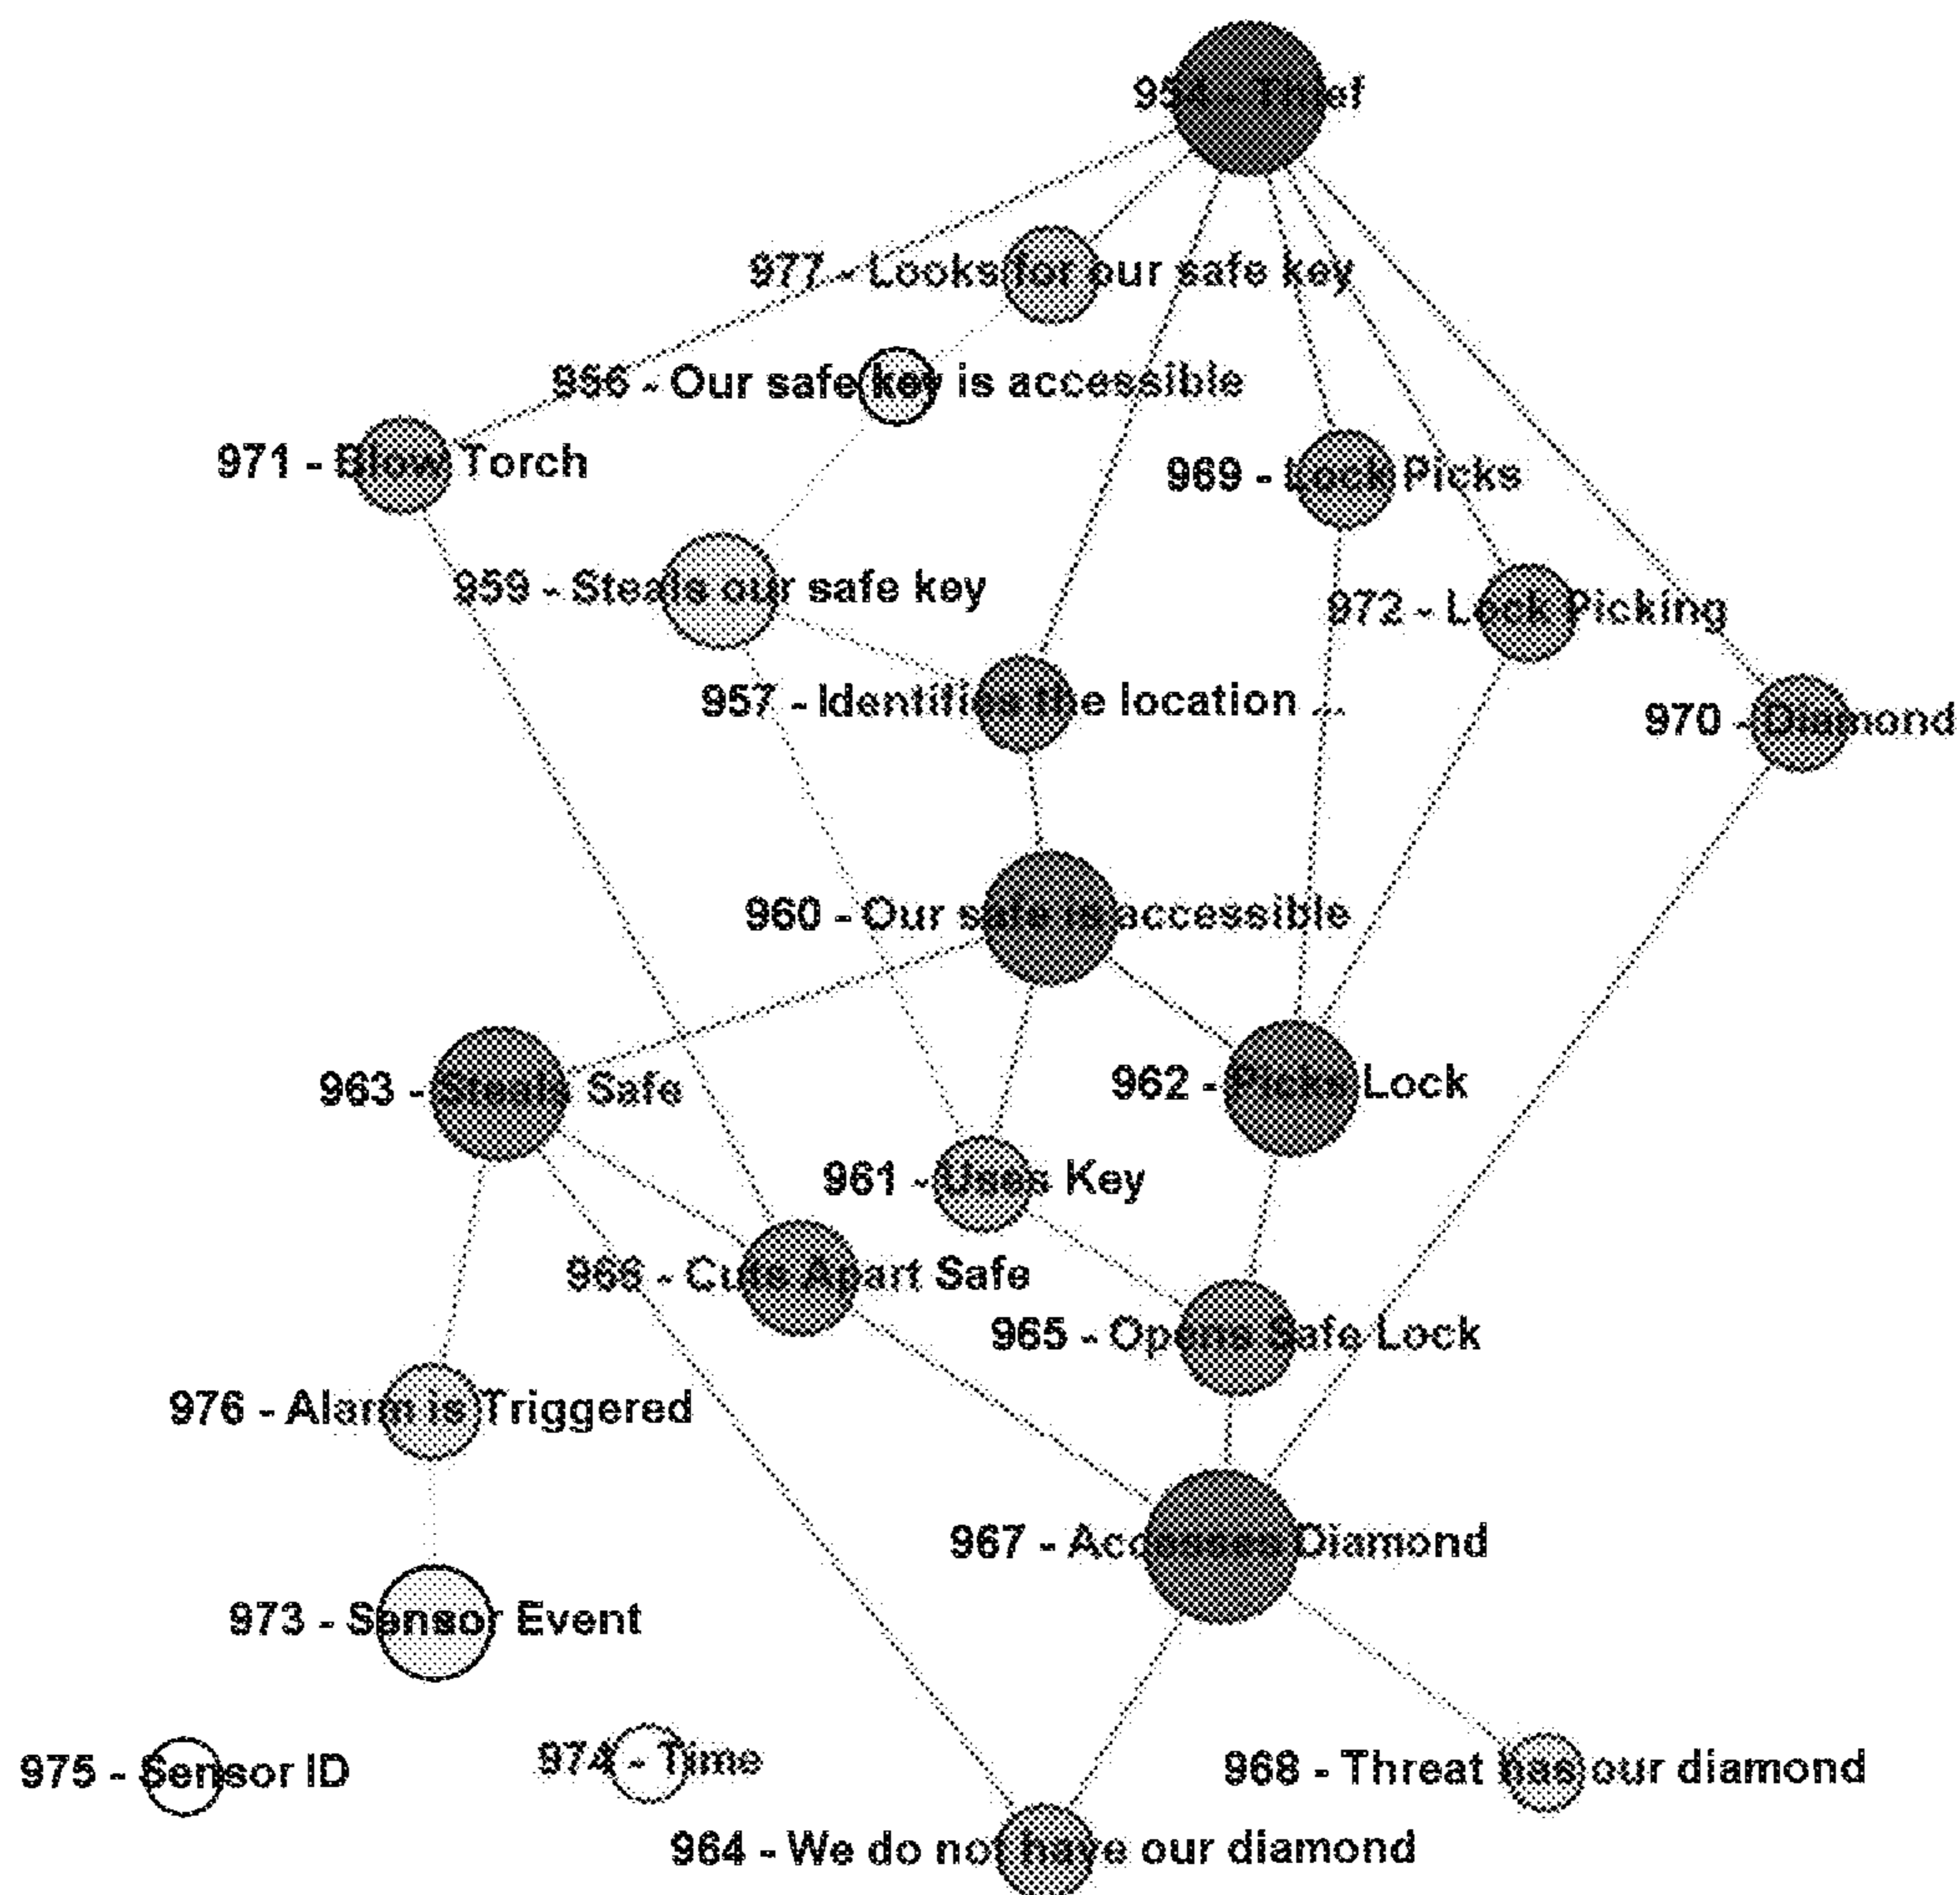 954 - Thief
977 - Looks for our safe key
956 - Our safe key is accessible
971 - Blow Torch
969 - Lock Picks
959 - Steals our safe key
972 - Lock Picking
957 - Identifies the location ...
970 - Diamond
960 - Our safe is accessible
963 - Steals Safe
962 - Picks Lock
961 - Uses Key
966 - Cuts Apart Safe
965 - Opens Safe Lock
976 - Alarm is Triggered
967 - Accesses Diamond
973 - Sensor Event
975 - Sensor ID
974 - Time
968 - Threat has our diamond
964 - We do not have our diamond